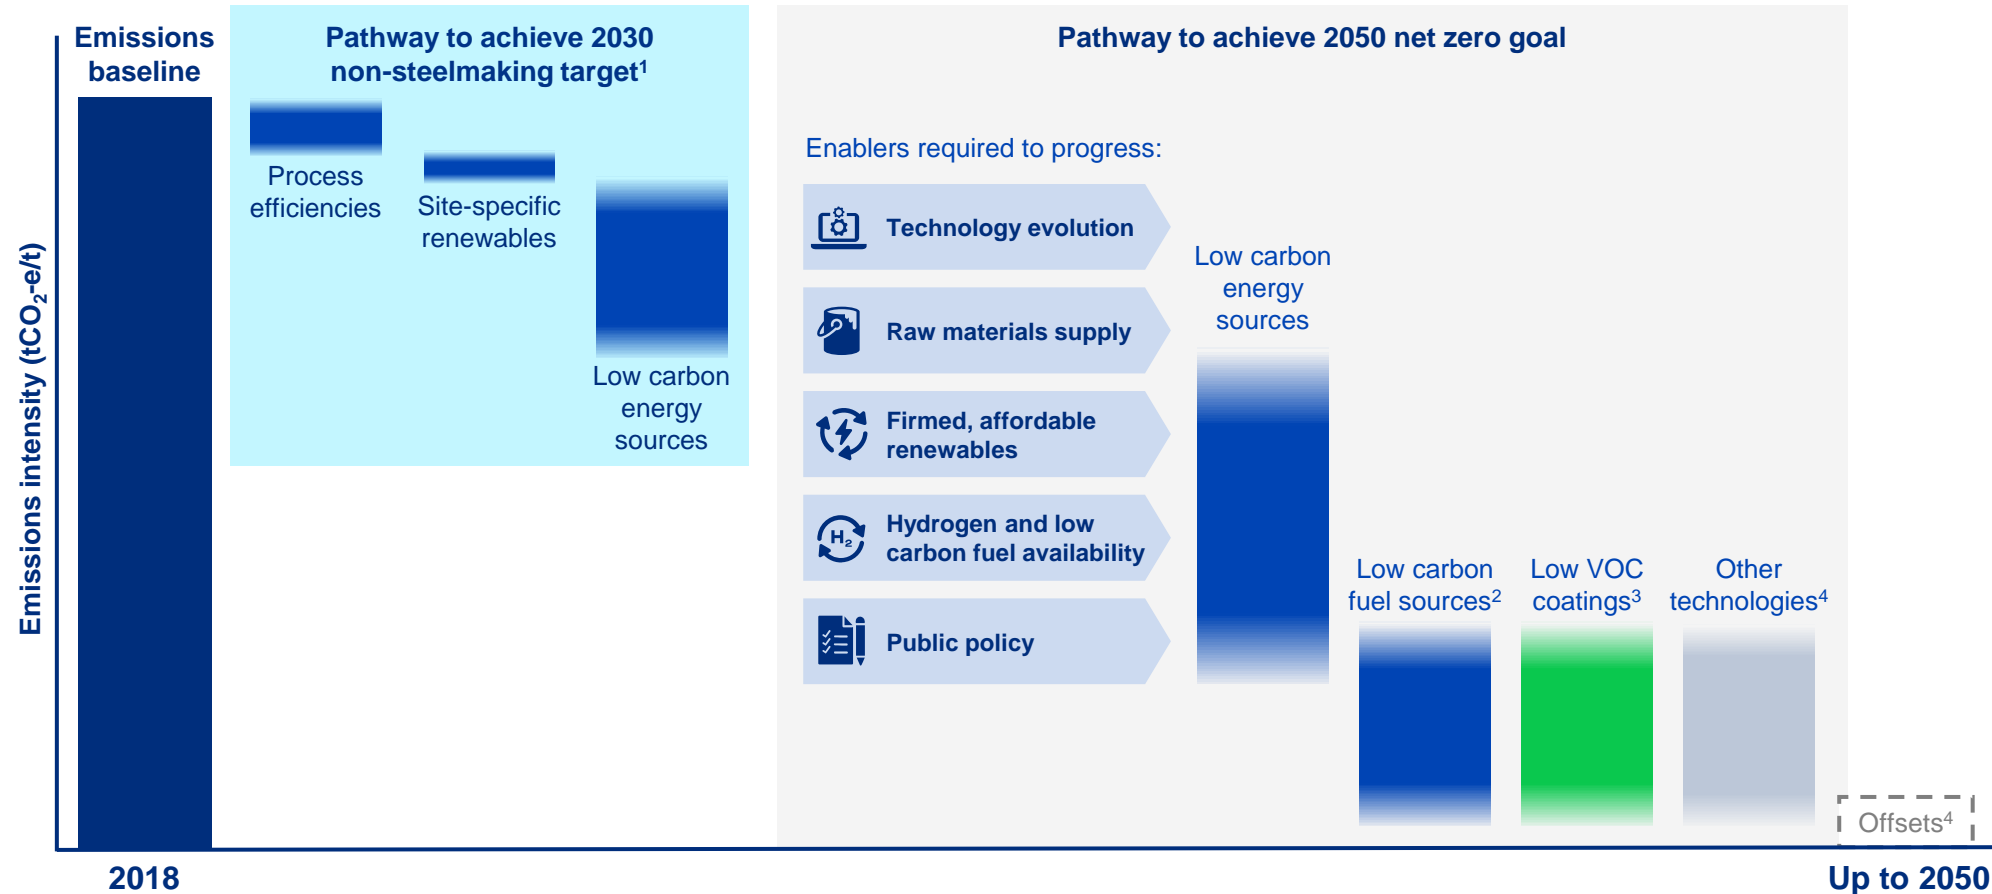 Emissions
baseline
Pathway to achieve 2030
non-steelmaking target¹
Pathway to achieve 2050 net zero goal
Emissions intensity (tCO₂-e/t)
Process
efficiencies
Site-specific
renewables
Low carbon
energy
sources
Enablers required to progress:
Technology evolution
Raw materials supply
Firmed, affordable
renewables
H₂
Hydrogen and low
carbon fuel availability
Public policy
Low carbon
energy
sources
Low carbon
fuel sources²
Low VOC
coatings³
Other
technologies⁴
Offsets⁴
2018
Up to 2050